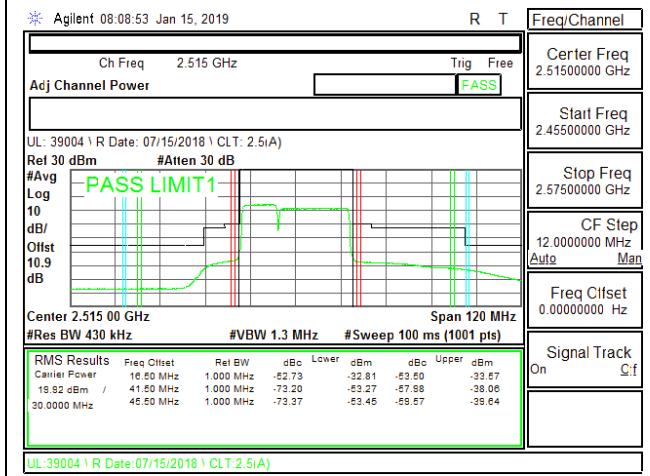 Agilent 08:08:53 Jan 15, 2019 R T
Freq/Channel
Ch Freq 2.515 GHz Trig Free
Adj Channel Power FASS
Certer Freq
2.51500000 GHz
Start Freq
2.45500000 GHz
Stop Freq
2.57500000 GHz
CF Step
12.0000000 MHz
Auto Man
Freq Offset
0.00000000 Hz
Signal Track
On
UL: 39004 \ R Date: 07/15/2018 \ CLT: 2.5(A)
Ref 30 dBm #Atten 30 dB
#Avg
Log
10
dB/
Offst
10.9
dB
PASS LIMIT1
Center 2.515 00 GHz Span 120 MHz
#Res BW 430 kHz #VBW 1.3 MHz #Sweep 100 ms (1001 pts)
RMS Results Freq Offset Ref BW dBc Lower dBm dBc Upper dBm
Carrier Power 16.50 MHz 1.000 MHz -52.73 -32.81 -53.50 -33.57
19.92 dBm / 41.50 MHz 1.000 MHz -73.20 -53.27 -57.98 -38.06
30.0000 MHz 45.50 MHz 1.000 MHz -73.37 -53.45 -59.57 -39.64
UL:39004 \ R Date:07/15/2018 \ CLT:2.5(A)